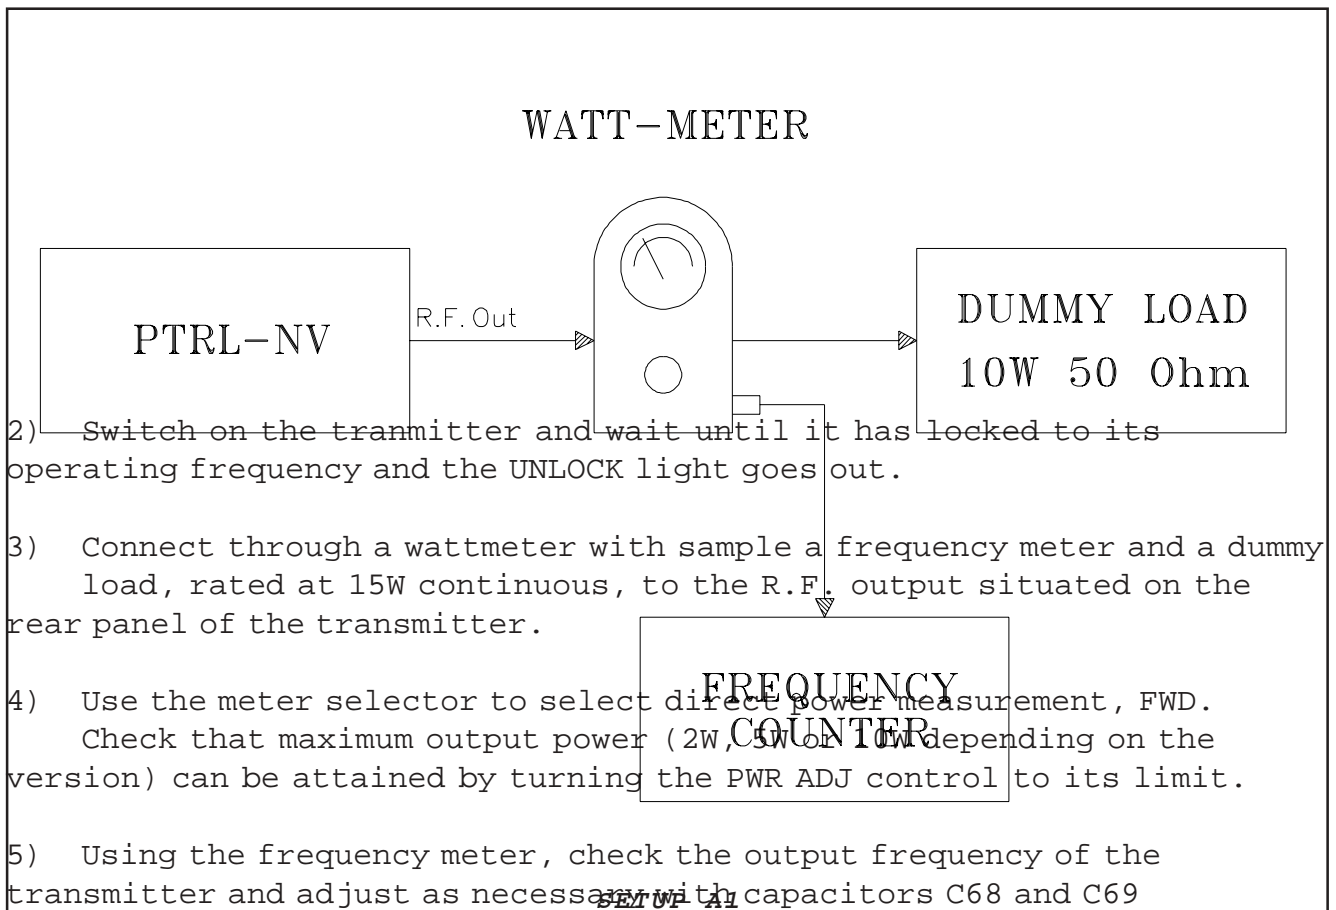 WATT-METER
PTRL-NV
R.F. Out
DUMMY LOAD
10W 50 Ohm
2) Switch on the tranmitter and wait until it has locked to its
operating frequency and the UNLOCK light goes out.
3) Connect through a wattmeter with sample a frequency meter and a dummy
load, rated at 15W continuous, to the R.F. output situated on the
rear panel of the transmitter.
FREQUENCY
COUNTER
4) Use the meter selector to select direct power measurement, FWD.
Check that maximum output power (2W, 5W or 10W depending on the
version) can be attained by turning the PWR ADJ control to its limit.
5) Using the frequency meter, check the output frequency of the
transmitter and adjust as necessary with capacitors C68 and C69
SETUP A1